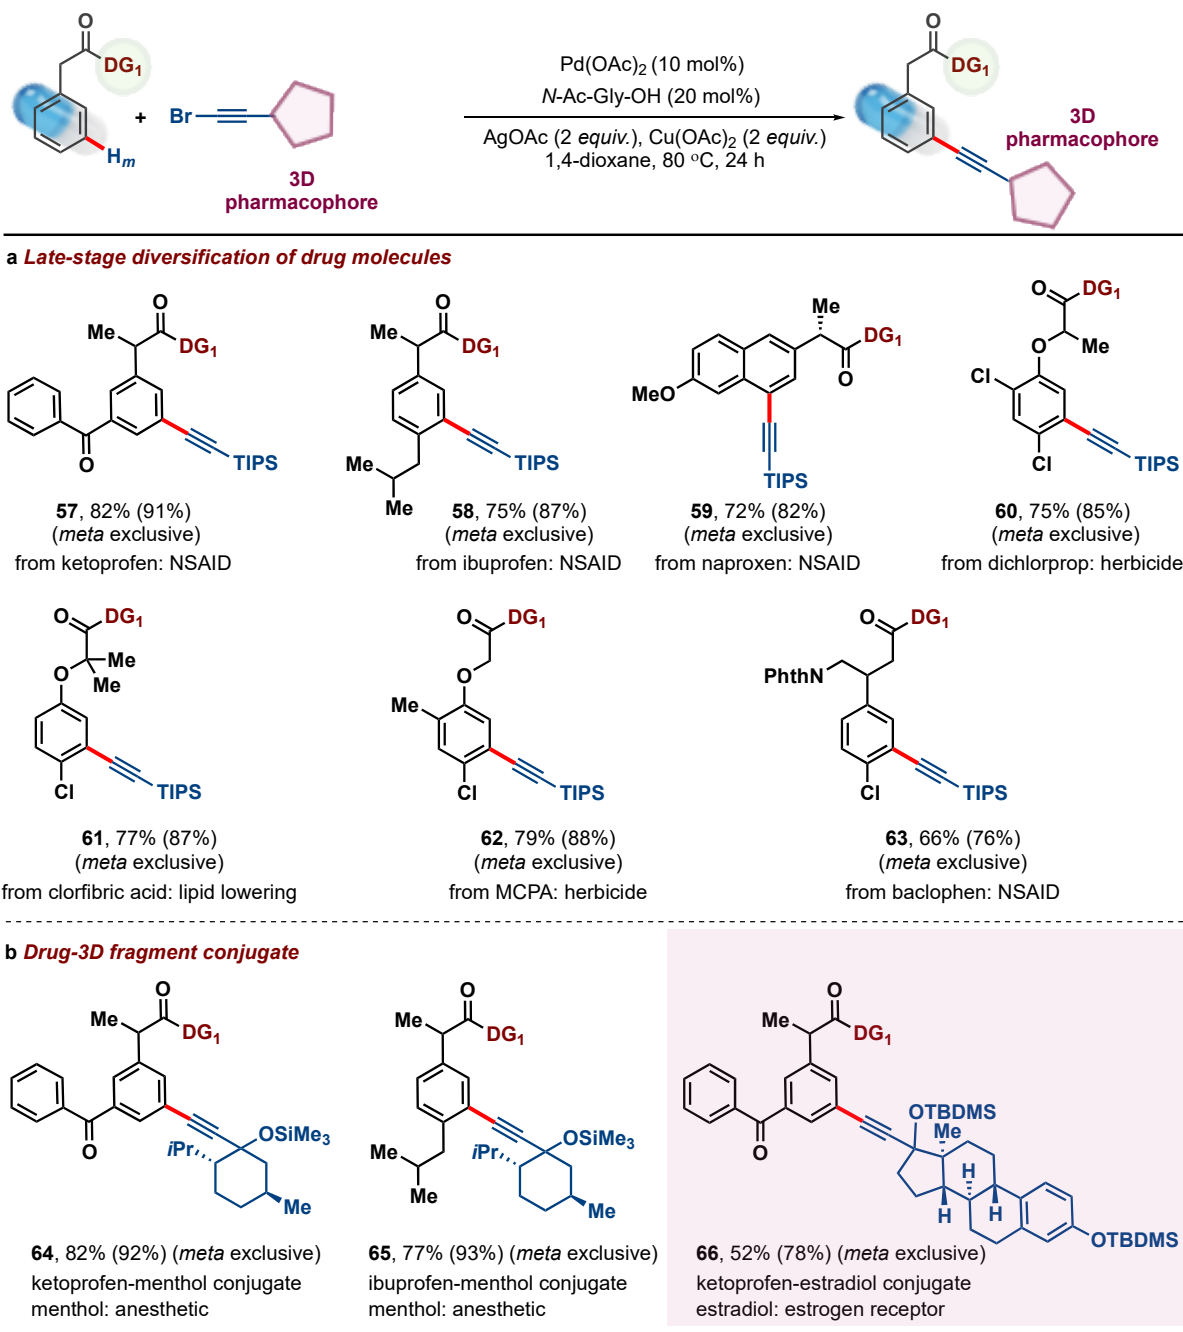 O
DG1
Hm
+
Br
3D
pharmacophore
Pd(OAc)2 (10 mol%)
N-Ac-Gly-OH (20 mol%)
AgOAc (2 equiv.), Cu(OAc)2 (2 equiv.)
1,4-dioxane, 80 oC, 24 h
O
DG1
3D
pharmacophore
a Late-stage diversification of drug molecules
O
Me
DG1
O
TIPS
57, 82% (91%)
(meta exclusive)
from ketoprofen: NSAID
O
Me
DG1
Me
Me
TIPS
58, 75% (87%)
(meta exclusive)
from ibuprofen: NSAID
Me
DG1
O
MeO
TIPS
59, 72% (82%)
(meta exclusive)
from naproxen: NSAID
O
DG1
O
Me
Cl
Cl
TIPS
60, 75% (85%)
(meta exclusive)
from dichlorprop: herbicide
O
DG1
O
Me
Me
Cl
TIPS
61, 77% (87%)
(meta exclusive)
from clorfibric acid: lipid lowering
O
DG1
O
Me
Cl
TIPS
62, 79% (88%)
(meta exclusive)
from MCPA: herbicide
O
DG1
PhthN
Cl
TIPS
63, 66% (76%)
(meta exclusive)
from baclophen: NSAID
b Drug-3D fragment conjugate
O
Me
DG1
O
OSiMe3
iPr
Me
64, 82% (92%) (meta exclusive)
ketoprofen-menthol conjugate
menthol: anesthetic
O
Me
DG1
Me
Me
OSiMe3
iPr
Me
65, 77% (93%) (meta exclusive)
ibuprofen-menthol conjugate
menthol: anesthetic
O
Me
DG1
O
OTBDMS
Me
H
H
H
OTBDMS
66, 52% (78%) (meta exclusive)
ketoprofen-estradiol conjugate
estradiol: estrogen receptor